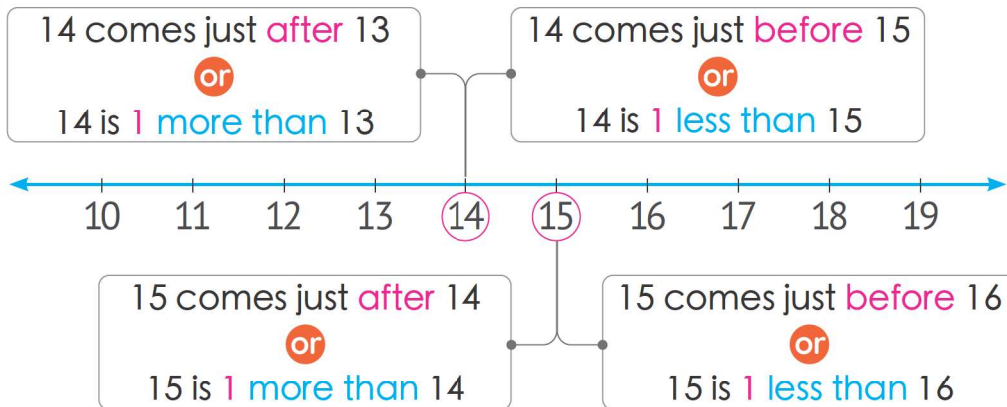 14 comes just after 13
or
14 is 1 more than 13
14 comes just before 15
or
14 is 1 less than 15
10 11 12 13 14 15 16 17 18 19
15 comes just after 14
or
15 is 1 more than 14
15 comes just before 16
or
15 is 1 less than 16